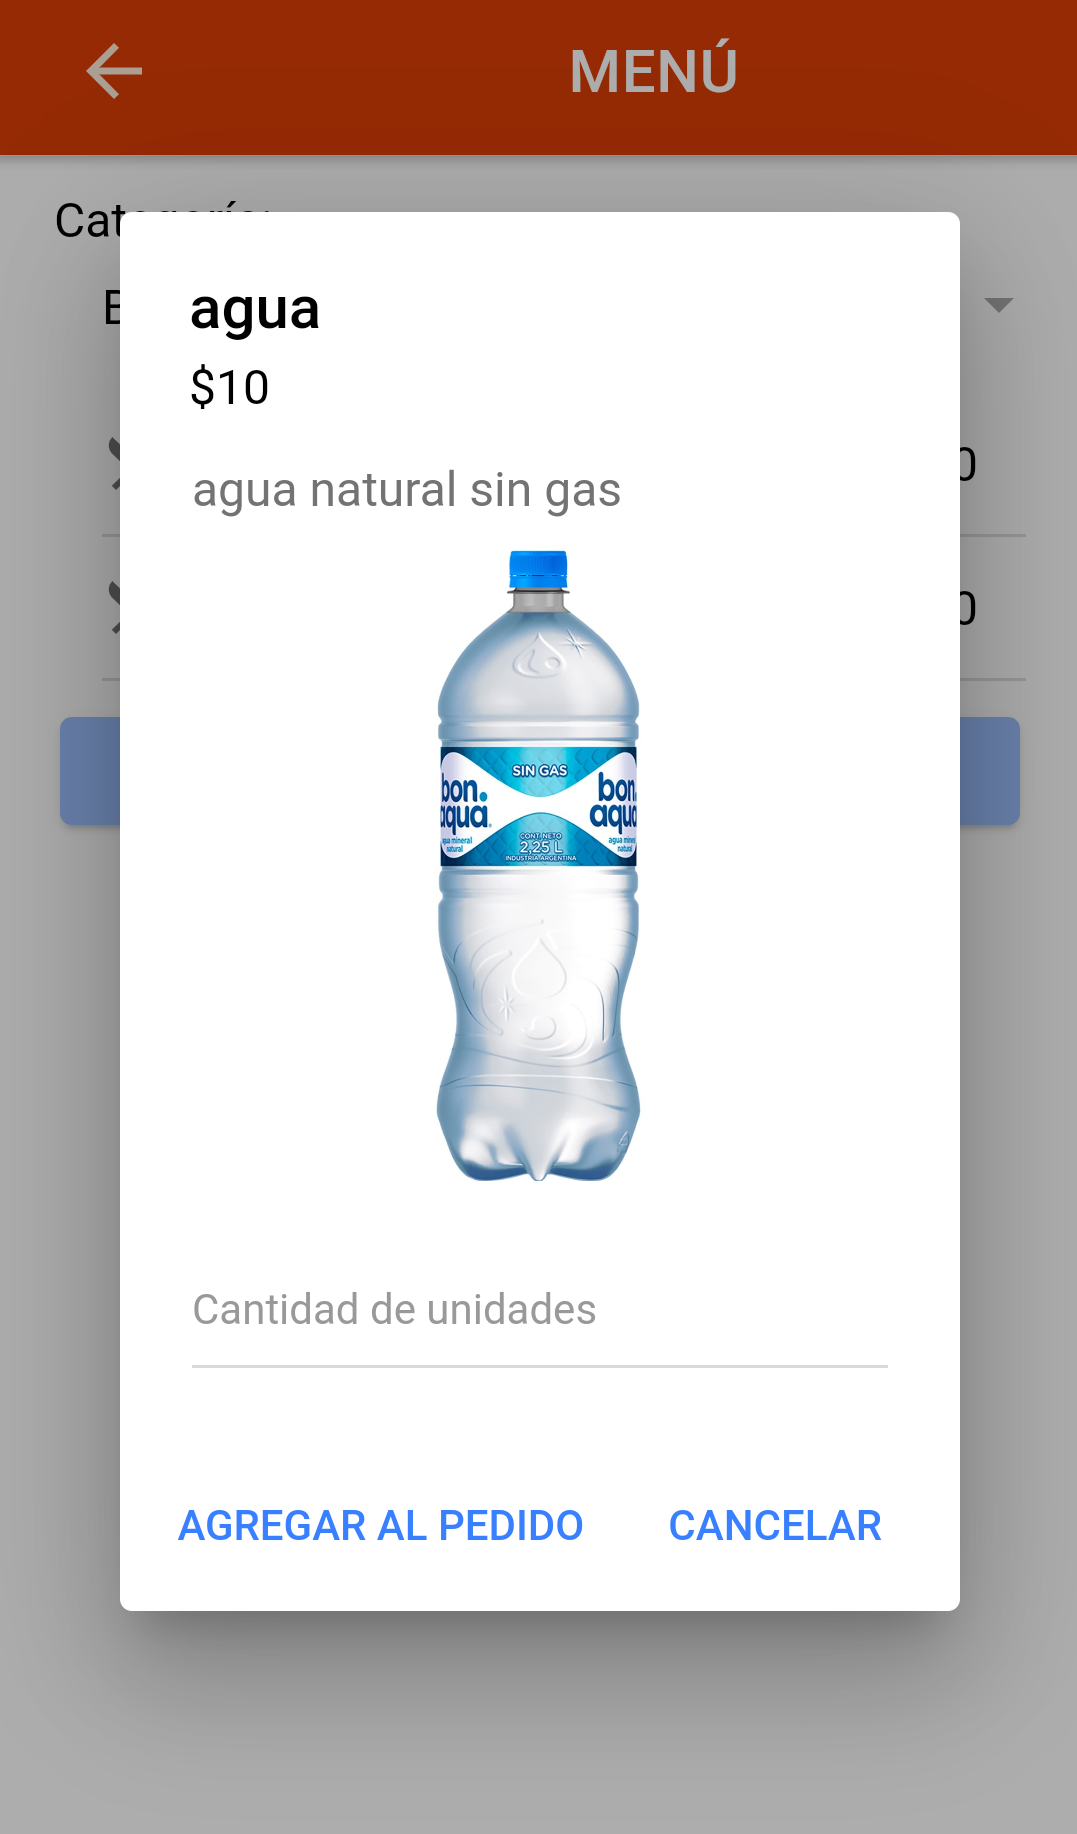 MENÚ
agua
$10
agua natural sin gas
SIN GAS
bon.
aqua
agua mineral
natural
CONT. NETO
2,25 L
INDUSTRIA ARGENTINA
bon.
aqua
Cantidad de unidades
AGREGAR AL PEDIDO
CANCELAR